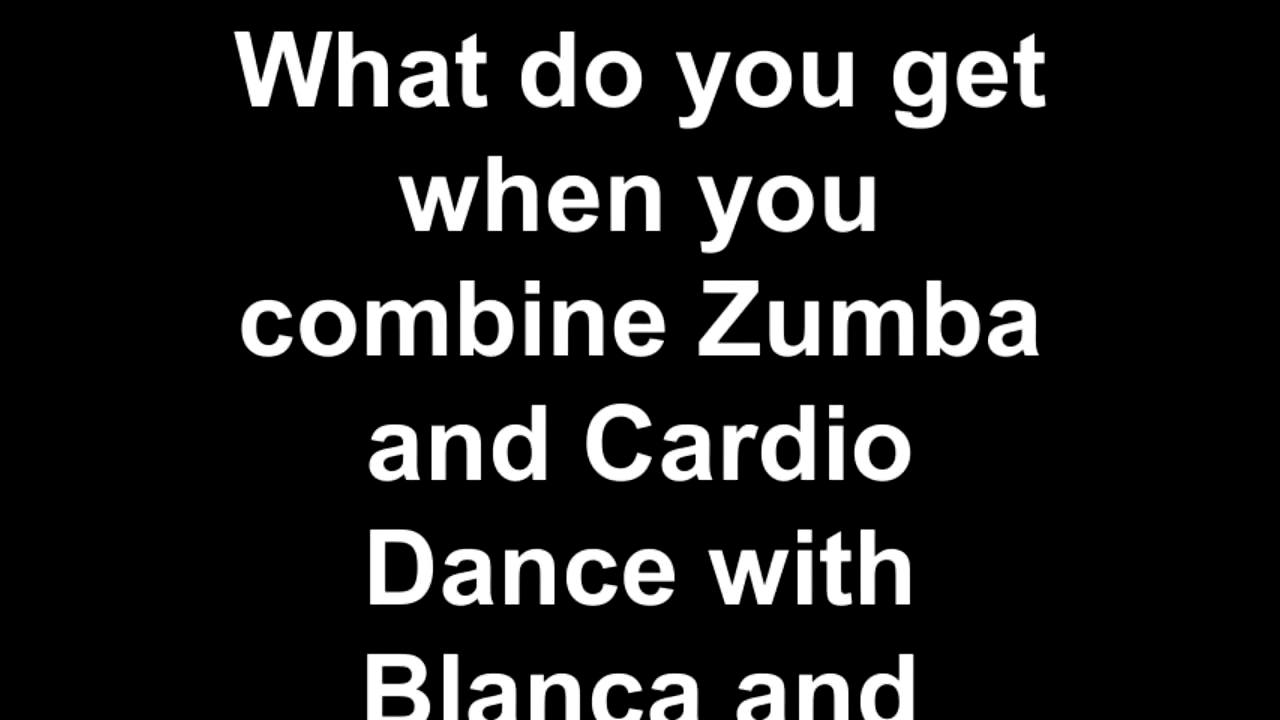 What do you get
when you
combine Zumba
and Cardio
Dance with
Blanca and